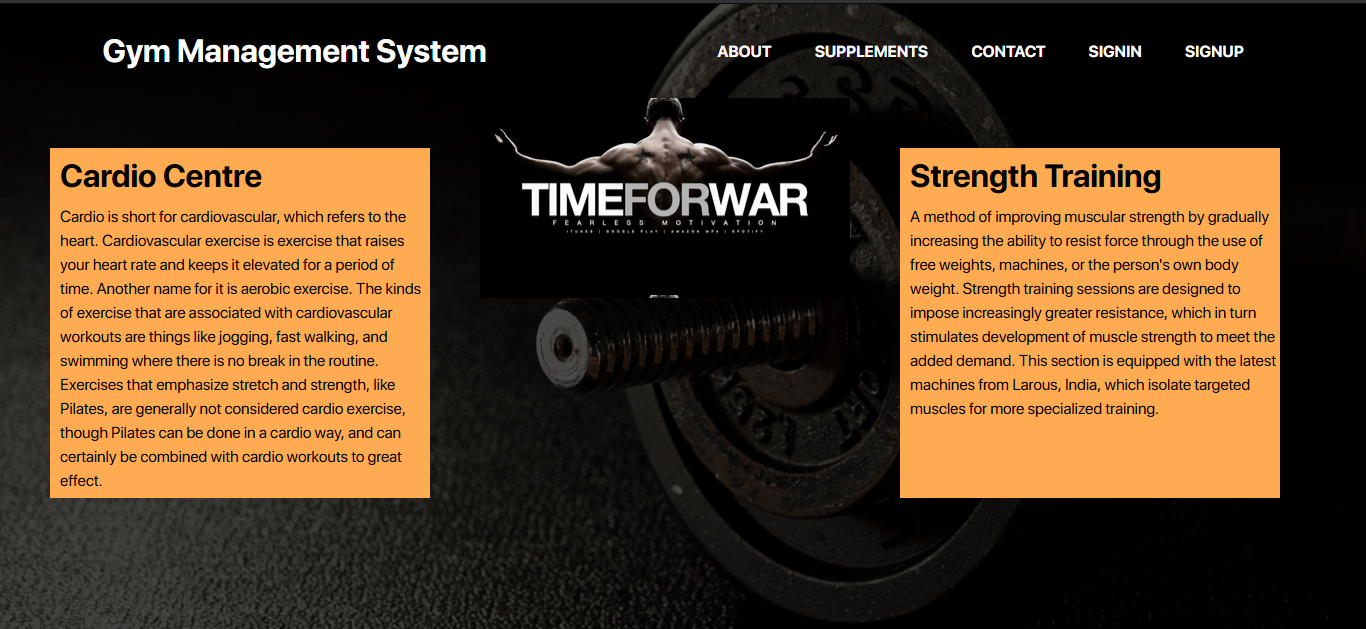 Gym Management System
ABOUT SUPPLEMENTS CONTACT SIGNIN SIGNUP
Cardio Centre
Cardio is short for cardiovascular, which refers to the
heart. Cardiovascular exercise is exercise that raises
your heart rate and keeps it elevated for a period of
time. Another name for it is aerobic exercise. The kinds
of exercise that are associated with cardiovascular
workouts are things like jogging, fast walking, and
swimming where there is no break in the routine.
Exercises that emphasize stretch and strength, like
Pilates, are generally not considered cardio exercise,
though Pilates can be done in a cardio way, and can
certainly be combined with cardio workouts to great
effect.
TIMEFORWAR
FEARLESS MOTIVATION
ITUNES | GOOGLE PLAY | AMAZON MP3 | SPOTIFY
Strength Training
A method of improving muscular strength by gradually
increasing the ability to resist force through the use of
free weights, machines, or the person's own body
weight. Strength training sessions are designed to
impose increasingly greater resistance, which in turn
stimulates development of muscle strength to meet the
added demand. This section is equipped with the latest
machines from Larous, India, which isolate targeted
muscles for more specialized training.